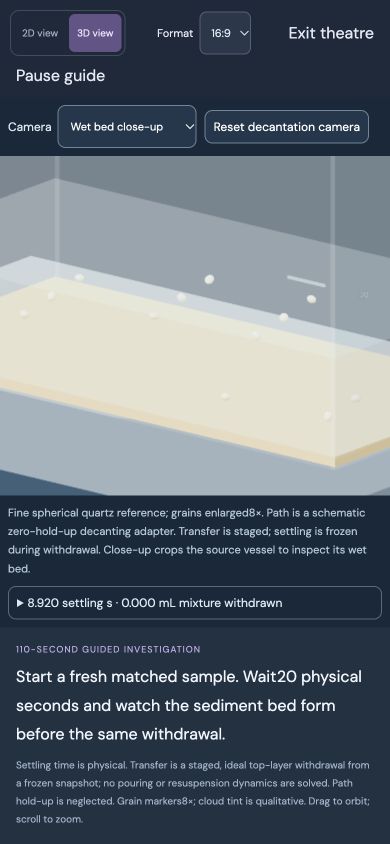 2D view 3D view Format 16:9 Exit theatre
Pause guide
Camera Wet bed close-up Reset decantation camera
Fine spherical quartz reference; grains enlarged8×. Path is a schematic
zero-hold-up decanting adapter. Transfer is staged; settling is frozen
during withdrawal. Close-up crops the source vessel to inspect its wet
bed.
▶ 8.920 settling s · 0.000 mL mixture withdrawn
110-SECOND GUIDED INVESTIGATION
Start a fresh matched sample. Wait20 physical
seconds and watch the sediment bed form
before the same withdrawal.
Settling time is physical. Transfer is a staged, ideal top-layer withdrawal from
a frozen snapshot; no pouring or resuspension dynamics are solved. Path
hold-up is neglected. Grain markers8×; cloud tint is qualitative. Drag to orbit;
scroll to zoom.